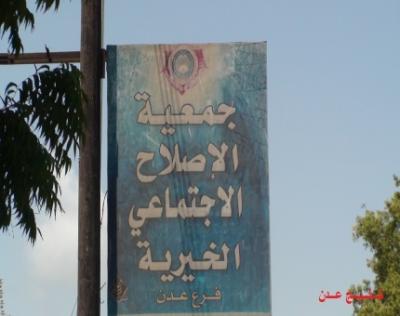 جمعية
الإصلاح
الاجتماعي
الخيرية
فرع عدن